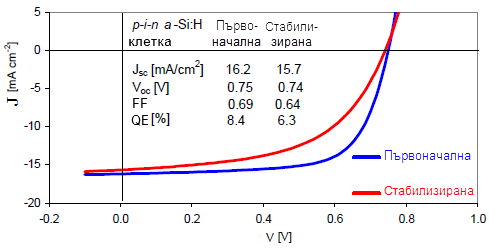 5
0
-5
-10
-15
-20
J [mA cm-2]
p-i-n a-Si:H Първо- Стабили-
клетка начална зирана
Jsc [mA/cm2] 16.2 15.7
Voc [V] 0.75 0.74
FF 0.69 0.64
QE [%] 8.4 6.3
Първоначална
Стабилизирана
-0.2 0.0 0.2 0.4 0.6 0.8 1.0
V [V]